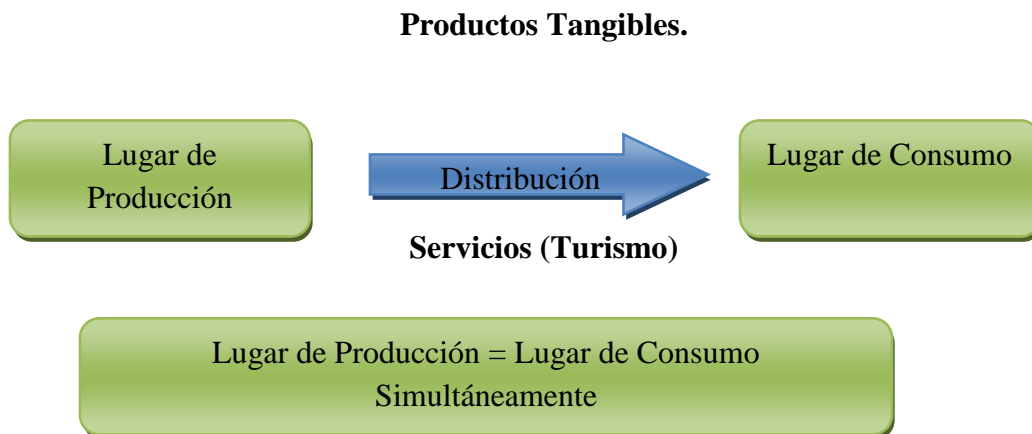 Productos Tangibles.
Lugar de
Producción
Distribución
Lugar de Consumo
Servicios (Turismo)
Lugar de Producción = Lugar de Consumo
Simultáneamente